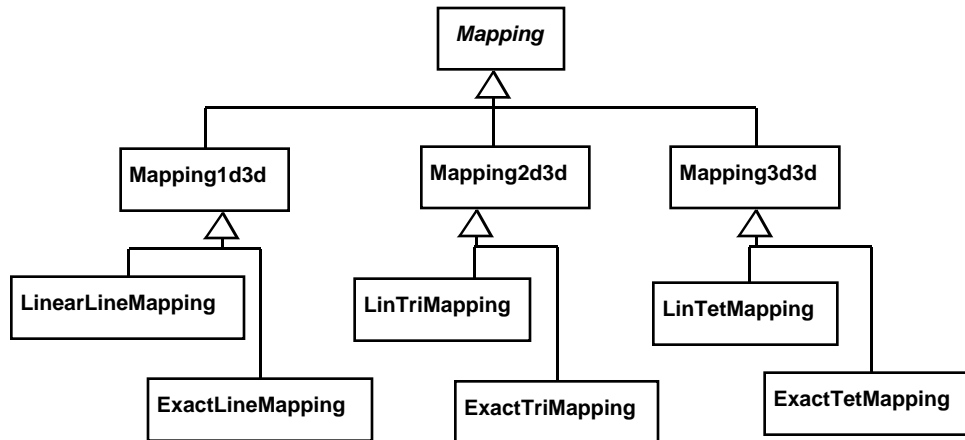 Mapping
Mapping1d3d
Mapping2d3d
Mapping3d3d
LinearLineMapping
LinTriMapping
LinTetMapping
ExactLineMapping
ExactTriMapping
ExactTetMapping